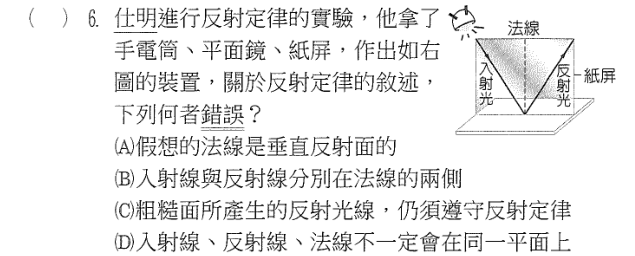 (　) 6. 仕明進行反射定律的實驗，他拿了
手電筒、平面鏡、紙屏，作出如右
圖的裝置，關於反射定律的敘述，
下列何者錯誤？
(A)假想的法線是垂直反射面的
(B)入射線與反射線分別在法線的兩側
(C)粗糙面所產生的反射光線，仍須遵守反射定律
(D)入射線、反射線、法線不一定會在同一平面上
法線
入射光
反射光
紙屏